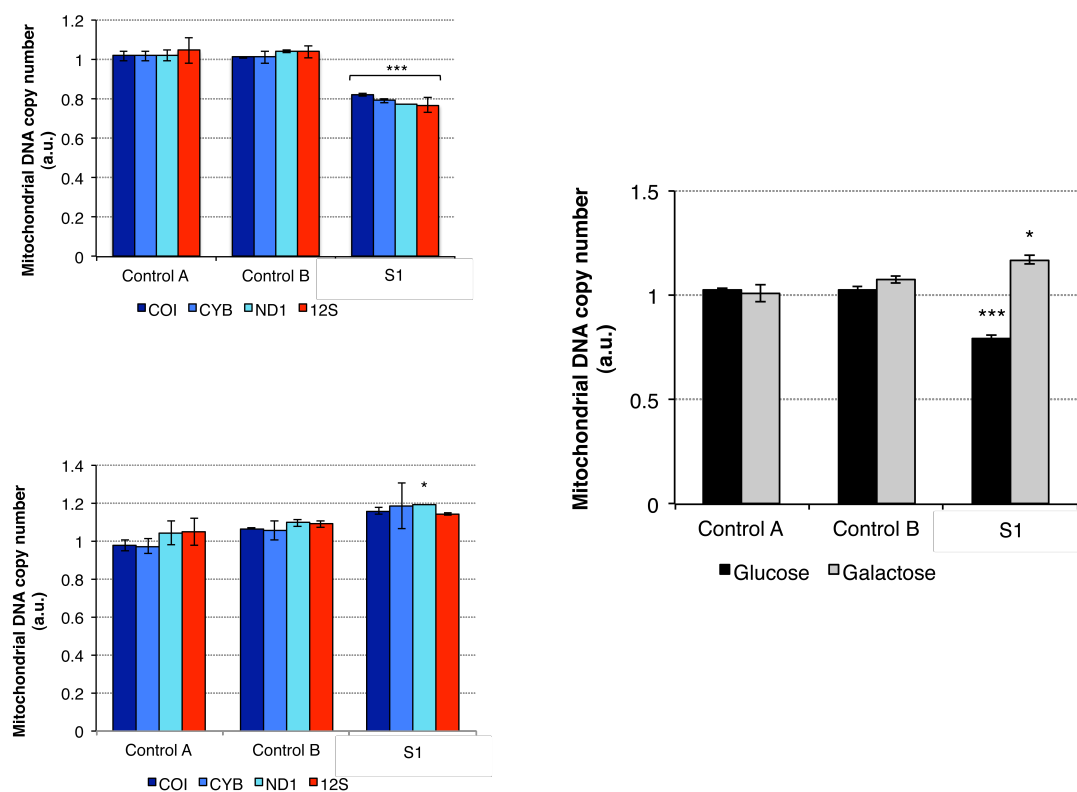 Mitochondrial DNA copy number
(a.u.)
1.2
1
0.8
0.6
0.4
0.2
0
***
Control A
Control B
S1
COI CYB ND1 12S
Mitochondrial DNA copy number
(a.u.)
1.4
1.2
1
0.8
0.6
0.4
0.2
0
*
Control A
Control B
S1
COI CYB ND1 12S
Mitochondrial DNA copy number
(a.u.)
1.5
1
0.5
0
***
*
Control A
Control B
S1
Glucose Galactose